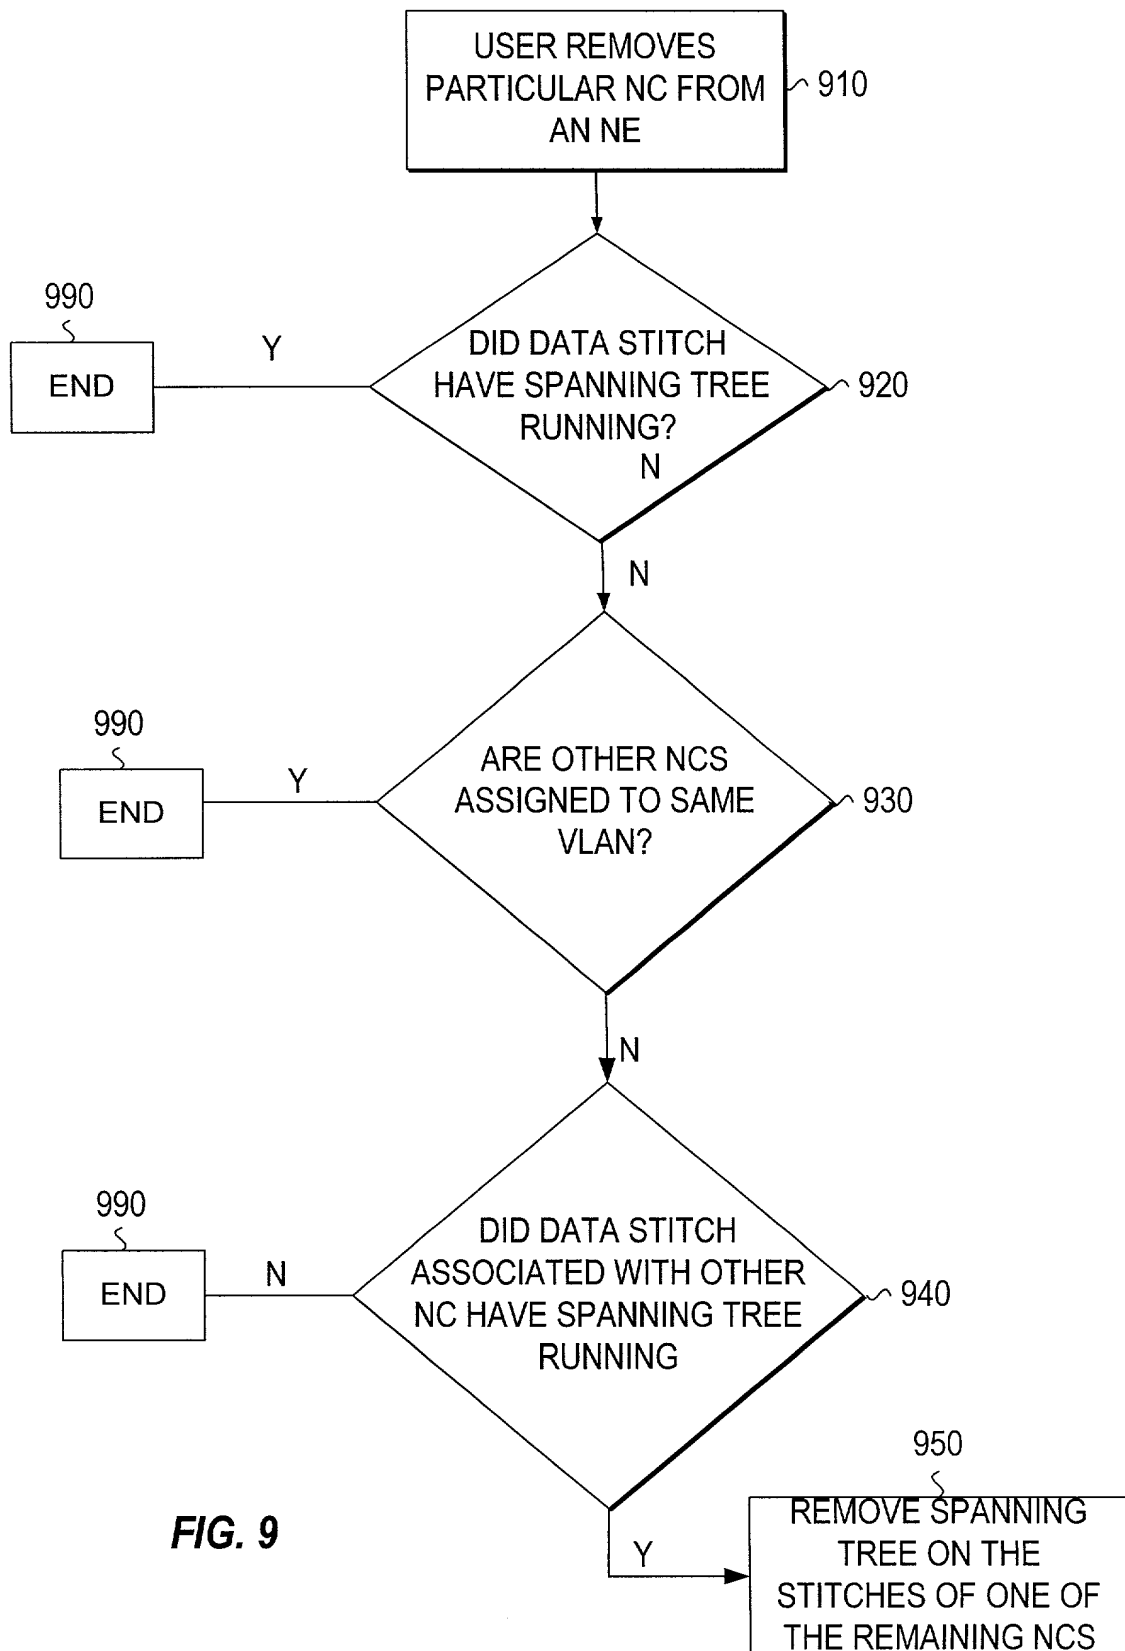 USER REMOVES
PARTICULAR NC FROM
AN NE
910
990
END
Y
DID DATA STITCH
HAVE SPANNING TREE
RUNNING?
N
920
N
990
END
Y
ARE OTHER NCS
ASSIGNED TO SAME
VLAN?
930
N
990
END
N
DID DATA STITCH
ASSOCIATED WITH OTHER
NC HAVE SPANNING TREE
RUNNING
940
Y
950
REMOVE SPANNING
TREE ON THE
STITCHES OF ONE OF
THE REMAINING NCS
FIG. 9